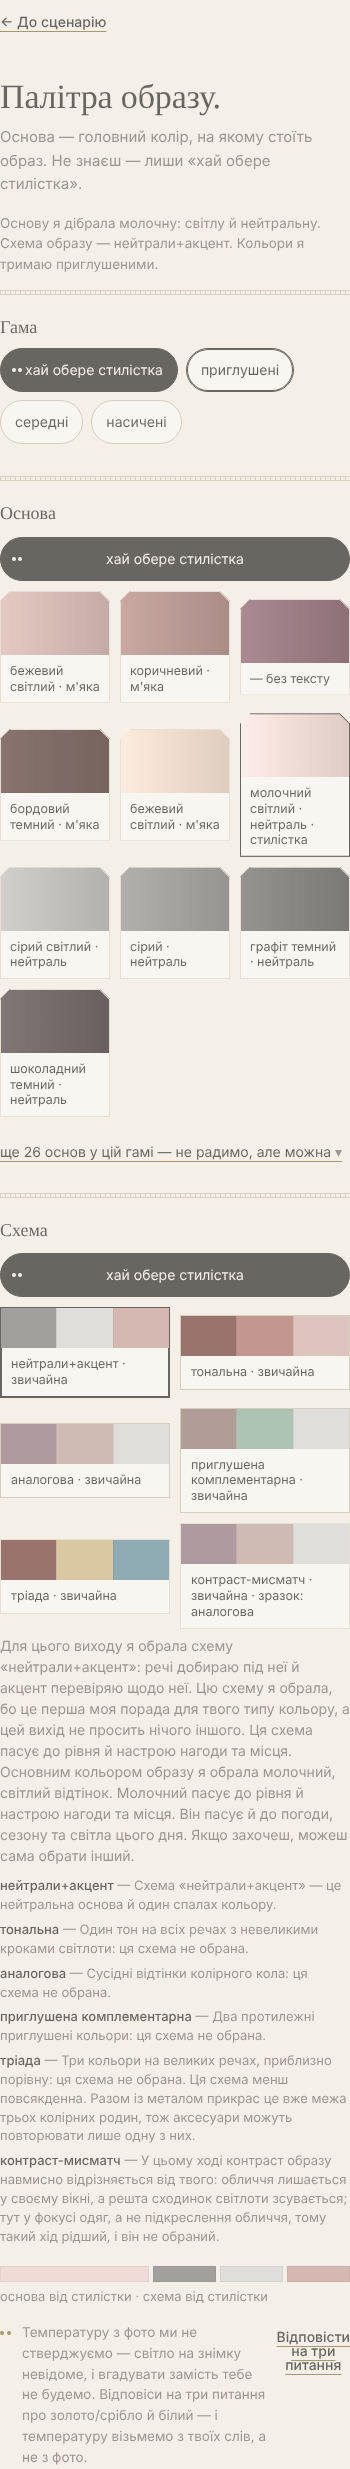 ← До сценарію
Палітра образу.
Основа — головний колір, на якому стоїть
образ. Не знаєш — лиши «хай обере
стилістка».
Основу я дібрала молочну: світлу й нейтральну.
Схема образу — нейтрали+акцент. Кольори я
тримаю приглушеними.
Гама
хай обере стилістка
приглушені
середні
насичені
Основа
хай обере стилістка
бежевий
світлий · м'яка
коричневий ·
м'яка
— без тексту
бордовий
темний · м'яка
бежевий
світлий · м'яка
молочний
світлий ·
нейтраль ·
стилістка
сірий світлий ·
нейтраль
сірий ·
нейтраль
графіт темний
· нейтраль
шоколадний
темний ·
нейтраль
ще 26 основ у цій гамі — не радимо, але можна ▾
Схема
хай обере стилістка
нейтрали+акцент ·
звичайна
тональна · звичайна
аналогова · звичайна
приглушена
комплементарна ·
звичайна
тріада · звичайна
контраст-мисматч ·
звичайна · зразок:
аналогова
Для цього виходу я обрала схему
«нейтрали+акцент»: речі добираю під неї й
акцент перевіряю щодо неї. Цю схему я обрала,
бо це перша моя порада для твого типу кольору, а
цей вихід не просить нічого іншого. Ця схема
пасує до рівня й настрою нагоди та місця.
Основним кольором образу я обрала молочний,
світлий відтінок. Молочний пасує до рівня й
настрою нагоди та місця. Він пасує й до погоди,
сезону та світла цього дня. Якщо захочеш, можеш
сама обрати інший.
нейтрали+акцент — Схема «нейтрали+акцент» — це
нейтральна основа й один спалах кольору.
тональна — Один тон на всіх речах з невеликими
кроками світлоти: ця схема не обрана.
аналогова — Сусідні відтінки колірного кола: ця
схема не обрана.
приглушена комплементарна — Два протилежні
приглушені кольори: ця схема не обрана.
тріада — Три кольори на великих речах, приблизно
порівну: ця схема не обрана. Ця схема менш
повсякденна. Разом із металом прикрас це вже межа
трьох колірних родин, тож аксесуари можуть
повторювати лише одну з них.
контраст-мисматч — У цьому ході контраст образу
навмисно відрізняється від твого: обличчя лишається
у своєму вікні, а решта сходинок світлоти зсувається;
тут у фокусі одяг, а не підкреслення обличчя, тому
такий хід рідший, і він не обраний.
основа від стилістки · схема від стилістки
Температуру з фото ми не
стверджуємо — світло на знімку
невідоме, і вгадувати замість тебе
не будемо. Відповіси на три питання
про золото/срібло й білий — і
температуру візьмемо з твоїх слів, а
не з фото.
Відповісти
на три
питання